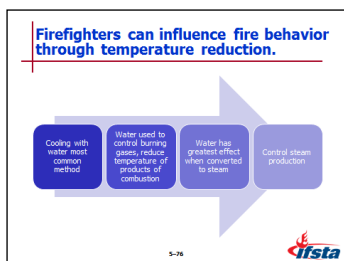 Firefighters can influence fire behavior
through temperature reduction.
Cooling with
water most
common
method
Water used to
control burning
gases, reduce
temperature of
products of
combustion
Water has
greatest effect
when converted
to steam
Control steam
production
5–76
ifsta